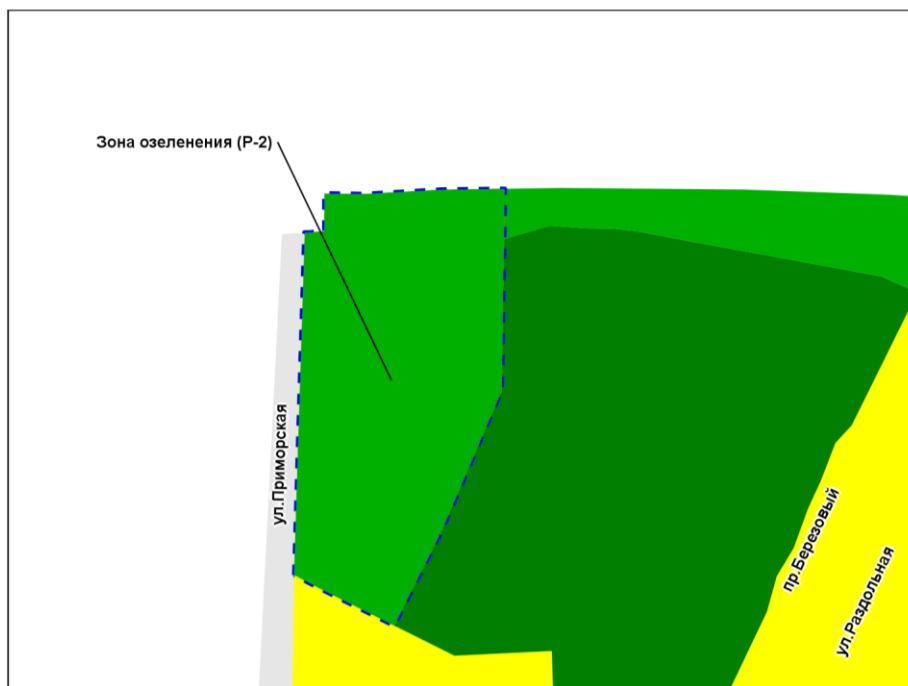 Зона озеленения (Р-2)
ул.Приморская
пр.Березовый
ул.Раздольная